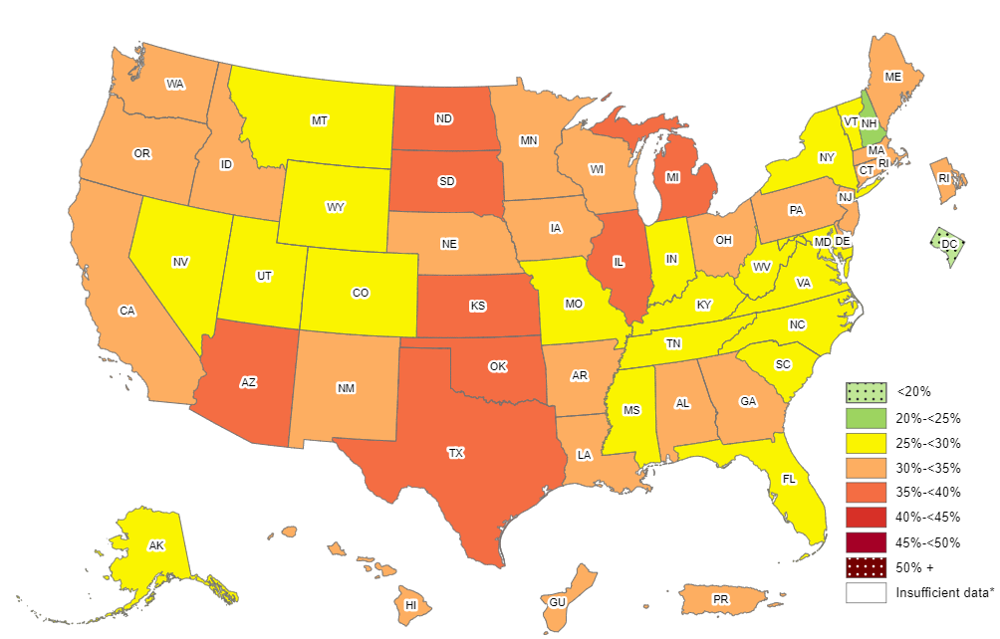 ME
WA
MT
ND
MN
VT
NH
OR
ID
SD
WI
MI
NY
MA
RI
CT
RI
WY
IA
PA
NJ
NE
OH
MD
DE
DC
NV
UT
CO
IL
IN
WV
VA
CA
KS
MO
KY
NC
TN
AZ
NM
OK
AR
SC
MS
AL
GA
<20%
20%-<25%
TX
LA
25%-<30%
30%-<35%
FL
35%-<40%
40%-<45%
AK
45%-<50%
50% +
Insufficient data*
HI
GU
PR